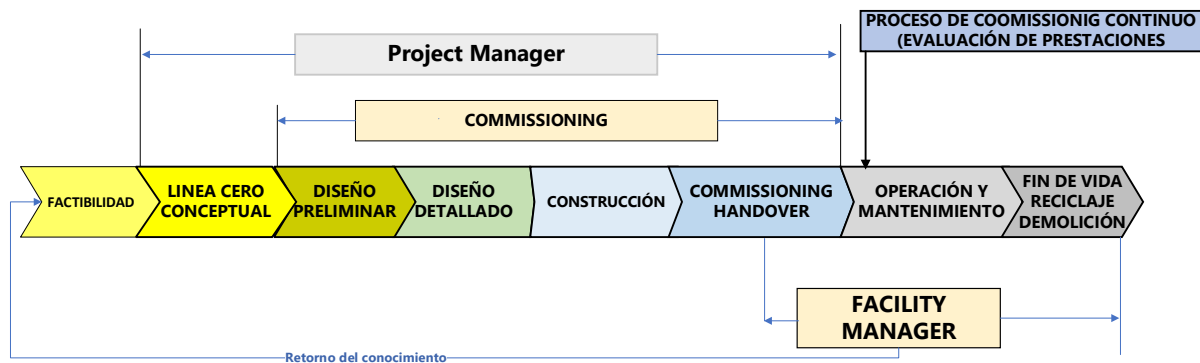 PROCESO DE COOMISSIONIG CONTINUO
(EVALUACIÓN DE PRESTACIONES
Project Manager
COMMISSIONING
FACTIBILIDAD
LINEA CERO
CONCEPTUAL
DISEÑO
PRELIMINAR
DISEÑO
DETALLADO
CONSTRUCCIÓN
COOMISSIONING
HANDOVER
OPERACIÓN Y
MANTENIMIENTO
FIN DE VIDA
RECICLAJE
DEMOLICIÓN
FACILITY
MANAGER
Retorno del conocimiento